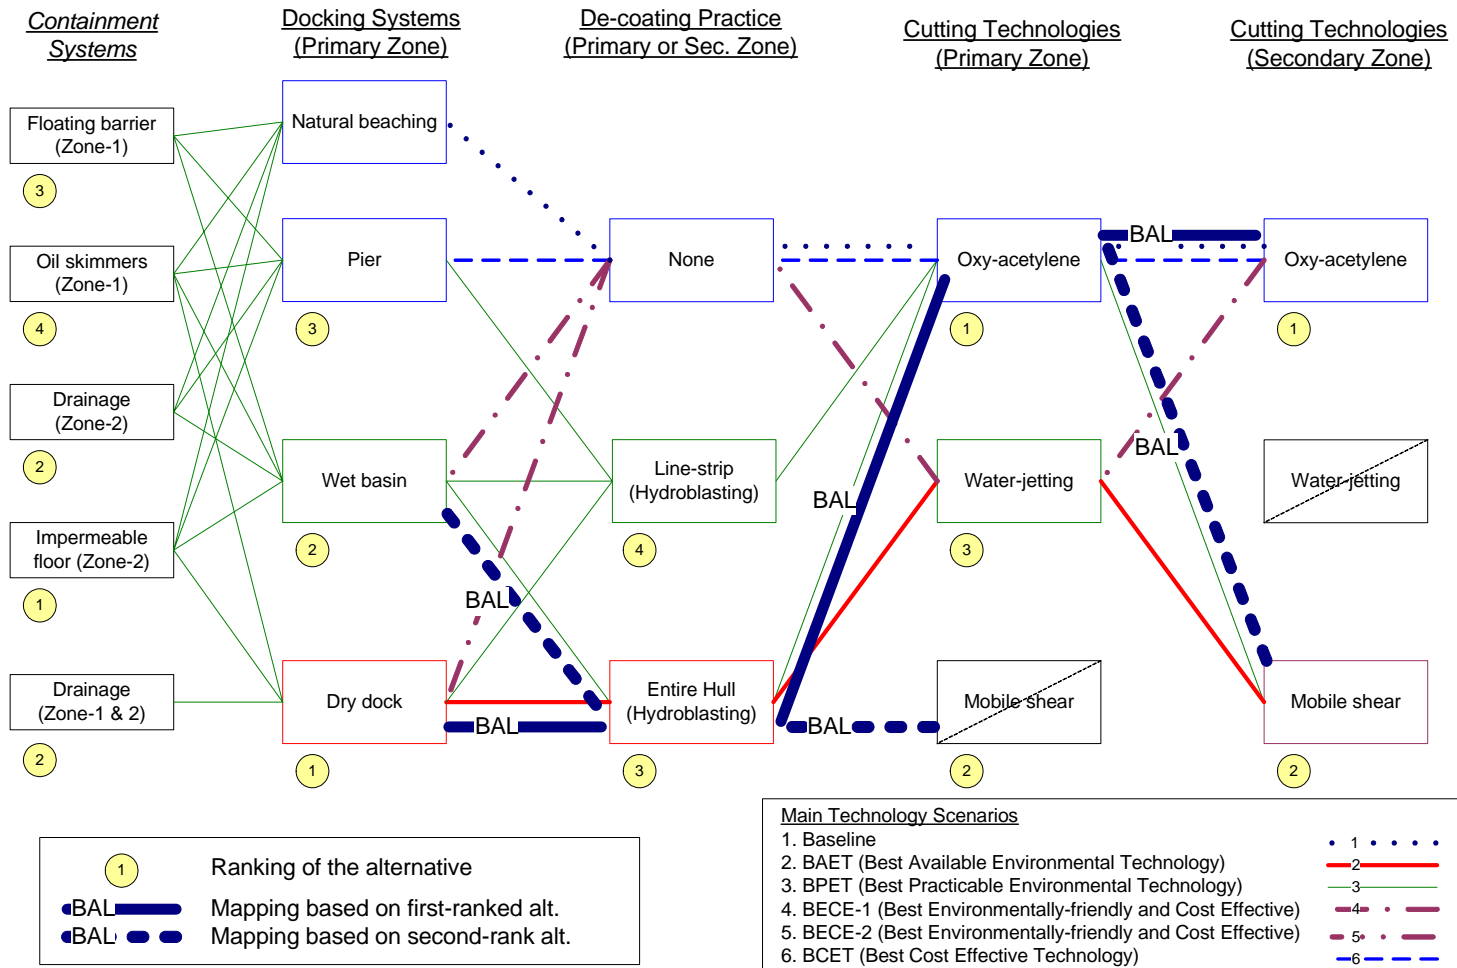 Containment
Systems
Docking Systems
(Primary Zone)
De-coating Practice
(Primary or Sec. Zone)
Cutting Technologies
(Primary Zone)
Cutting Technologies
(Secondary Zone)
Floating barrier
(Zone-1)
3
Oil skimmers
(Zone-1)
4
Drainage
(Zone-2)
2
Impermeable
floor (Zone-2)
1
Drainage
(Zone-1 & 2)
2
Natural beaching
Pier
3
Wet basin
2
Dry dock
1
None
Line-strip
(Hydroblasting)
4
Entire Hull
(Hydroblasting)
3
Oxy-acetylene
1
Water-jetting
3
Mobile shear
2
Oxy-acetylene
1
Water-jetting
Mobile shear
2
BAL
BAL
BAL
BAL
BAL
BAL
1
Ranking of the alternative
BAL Mapping based on first-ranked alt.
BAL Mapping based on second-rank alt.
Main Technology Scenarios
1. Baseline 1
2. BAET (Best Available Environmental Technology) 2
3. BPET (Best Practicable Environmental Technology) 3
4. BECE-1 (Best Environmentally-friendly and Cost Effective) 4
5. BECE-2 (Best Environmentally-friendly and Cost Effective) 5
6. BCET (Best Cost Effective Technology) 6